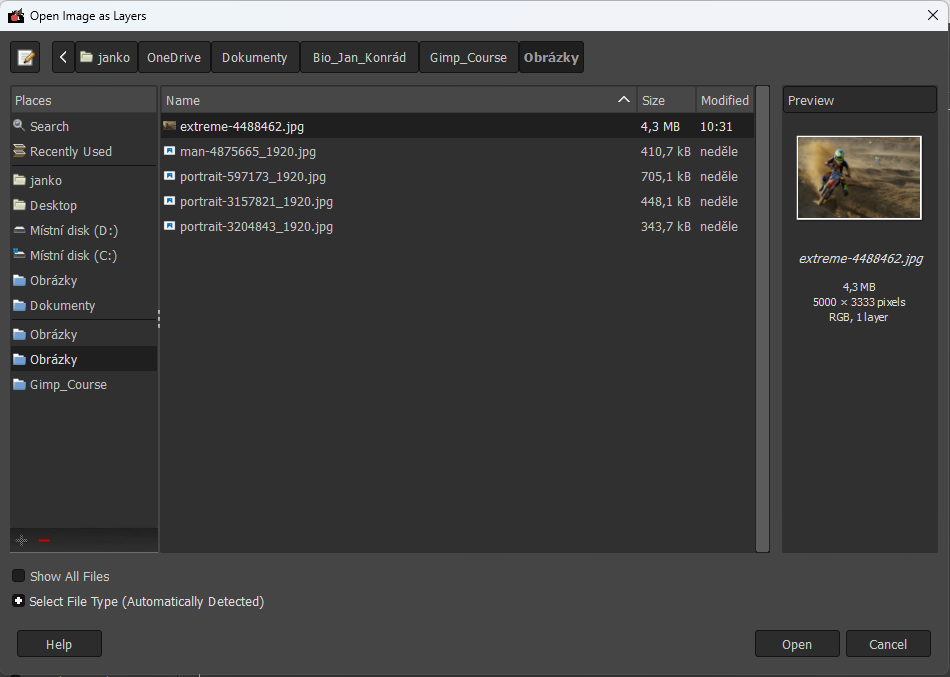 Open Image as Layers
janko OneDrive Dokumenty Bio_Jan_Konrád Gimp_Course Obrázky
Places
Search
Recently Used
janko
Desktop
Místní disk (D:)
Místní disk (C:)
Obrázky
Dokumenty
Obrázky
Obrázky
Gimp_Course
Name Size Modified
extreme-4488462.jpg 4,3 MB 10:31
man-4875665_1920.jpg 410,7 kB neděle
portrait-597173_1920.jpg 705,1 kB neděle
portrait-3157821_1920.jpg 448,1 kB neděle
portrait-3204843_1920.jpg 343,7 kB neděle
Preview
extreme-4488462.jpg
4,3 MB
5000 × 3333 pixels
RGB, 1 layer
Show All Files
Select File Type (Automatically Detected)
Help Open Cancel